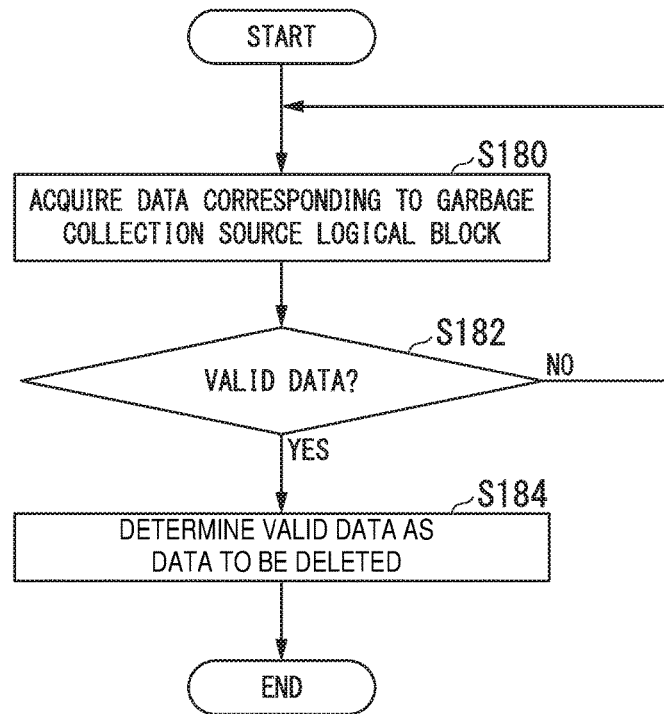 START
S180
ACQUIRE DATA CORRESPONDING TO GARBAGE
COLLECTION SOURCE LOGICAL BLOCK
S182
VALID DATA?
NO
YES
S184
DETERMINE VALID DATA AS
DATA TO BE DELETED
END